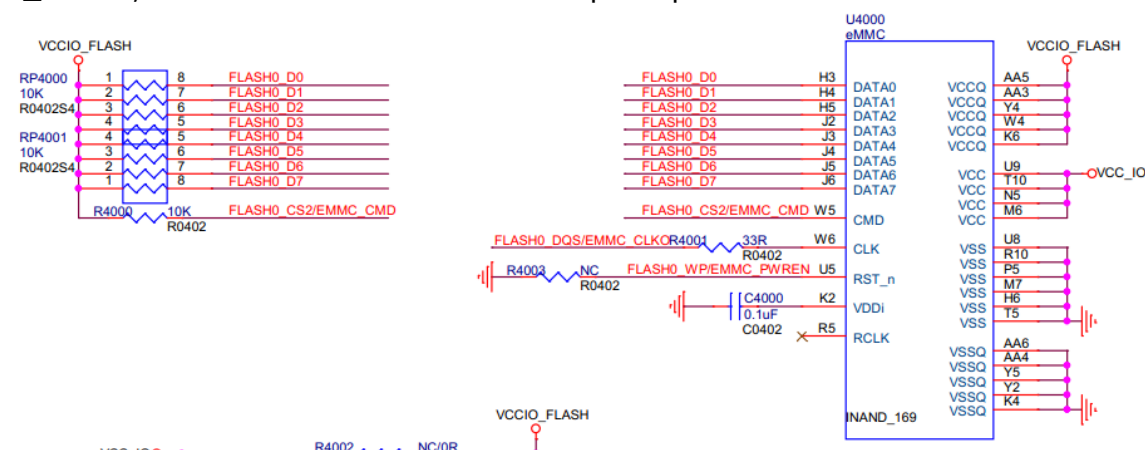 U4000
eMMC
VCCIO_FLASH
VCCIO_FLASH
RP4000
10K
R0402S4
RP4001
10K
R0402S4
1 8 FLASH0_D0
2 7 FLASH0_D1
3 6 FLASH0_D2
4 5 FLASH0_D3
4 5 FLASH0_D4
3 6 FLASH0_D5
2 7 FLASH0_D6
1 8 FLASH0_D7
R4000 10K FLASH0_CS2/EMMC_CMD
R0402
FLASH0_D0 H3 DATA0
FLASH0_D1 H4 DATA1
FLASH0_D2 H5 DATA2
FLASH0_D3 J2 DATA3
FLASH0_D4 J3 DATA4
FLASH0_D5 J4 DATA5
FLASH0_D6 J5 DATA6
FLASH0_D7 J6 DATA7
FLASH0_CS2/EMMC_CMD W5 CMD
FLASH0_DQS/EMMC_CLKO R4001 33R W6 CLK
R0402
R4003 NC FLASH0_WP/EMMC_PWREN U5 RST_n
R0402
C4000 K2 VDDi
0.1uF
C0402
R5 RCLK
VCCQ AA5
VCCQ AA3
VCCQ Y4
VCCQ W4
VCCQ K6
VCC U9 VCC_IO
VCC T10
VCC N5
VCC M6
VSS U8
VSS R10
VSS P5
VSS M7
VSS H6
VSS T5
VSSQ AA6
VSSQ AA4
VSSQ Y5
VSSQ Y2
VSSQ K4
INAND_169
VCCIO_FLASH
R4002 NC/0R